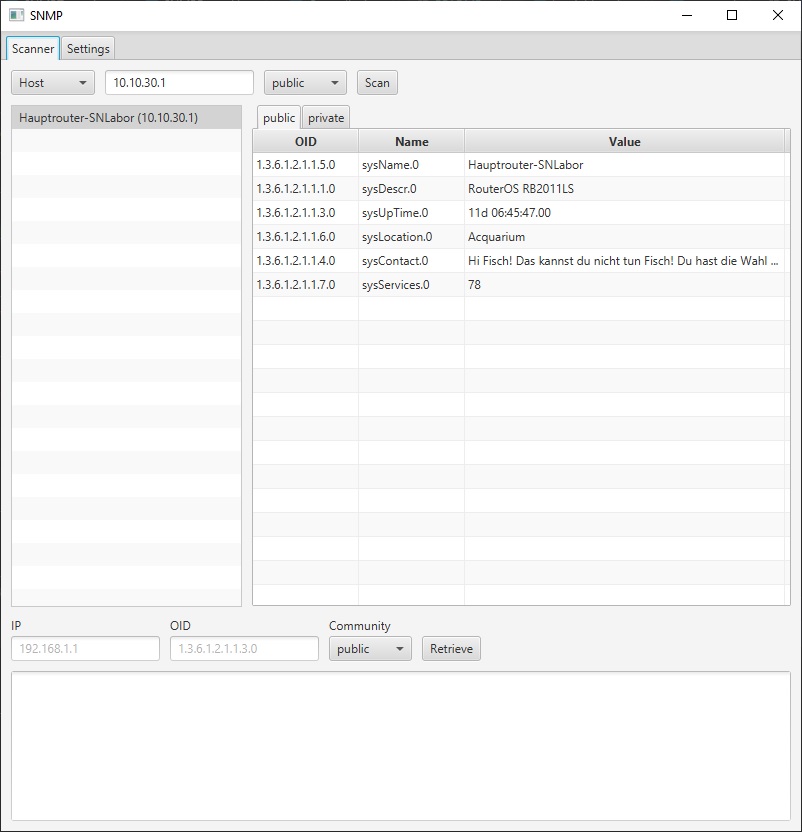 SNMP
Scanner Settings
Host 10.10.30.1 public Scan
Hauptrouter-SNLabor (10.10.30.1)
public private
OID Name Value
1.3.6.1.2.1.1.5.0 sysName.0 Hauptrouter-SNLabor
1.3.6.1.2.1.1.1.0 sysDescr.0 RouterOS RB2011LS
1.3.6.1.2.1.1.3.0 sysUpTime.0 11d 06:45:47.00
1.3.6.1.2.1.1.6.0 sysLocation.0 Acquarium
1.3.6.1.2.1.1.4.0 sysContact.0 Hi Fisch! Das kannst du nicht tun Fisch! Du hast die Wahl ...
1.3.6.1.2.1.1.7.0 sysServices.0 78
IP OID Community
192.168.1.1 1.3.6.1.2.1.1.3.0 public Retrieve